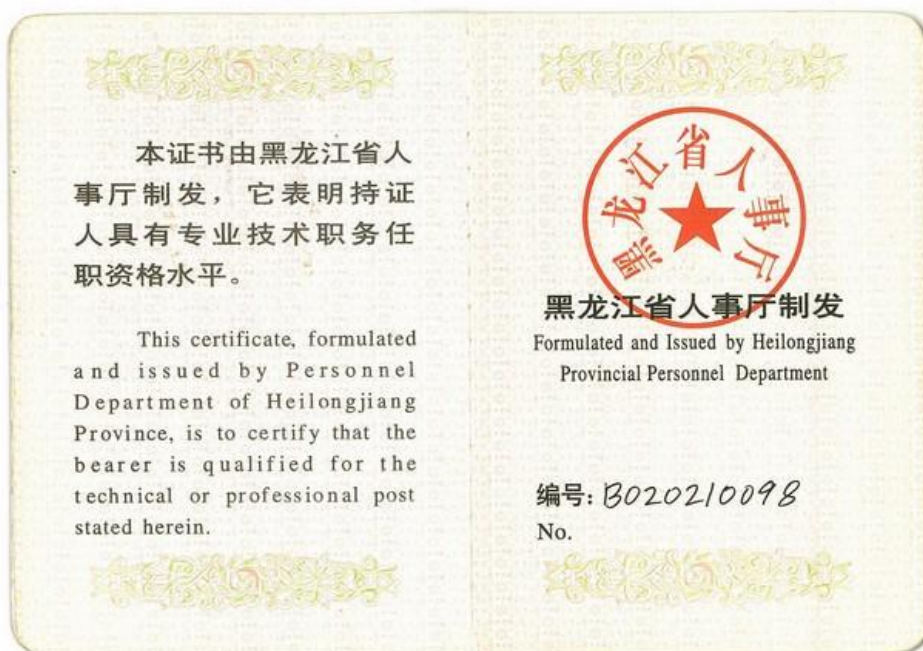 本证书由黑龙江省人
事厅制发，它表明持证
人具有专业技术职务任
职资格水平。
This certificate, formulated
and issued by Personnel
Department of Heilongjiang
Province, is to certify that the
bearer is qualified for the
technical or professional post
stated herein.
黑龙江省人事厅
黑龙江省人事厅制发
Formulated and Issued by Heilongjiang
Provincial Personnel Department
编号: B020210098
No.